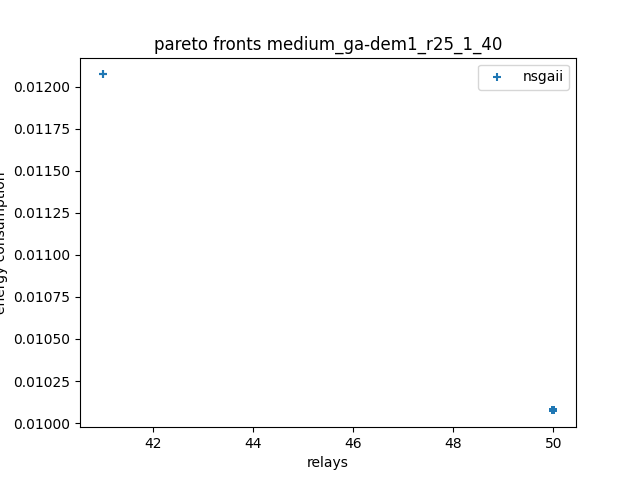 pareto fronts medium_ga-dem1_r25_1_40
nsgaii
0.01200
0.01175
0.01150
0.01125
0.01100
0.01075
0.01050
0.01025
0.01000
energy consumption
42 44 46 48 50
relays